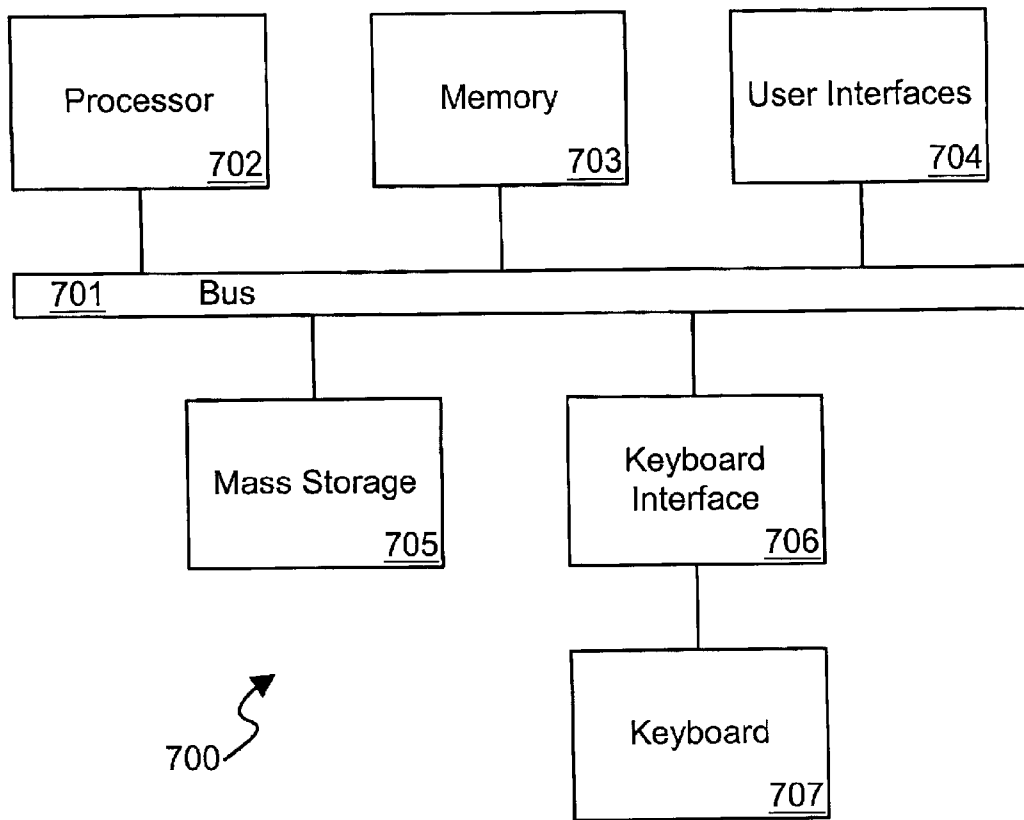 Processor
702
Memory
703
User Interfaces
704
701 Bus
Mass Storage
705
Keyboard
Interface
706
700
Keyboard
707